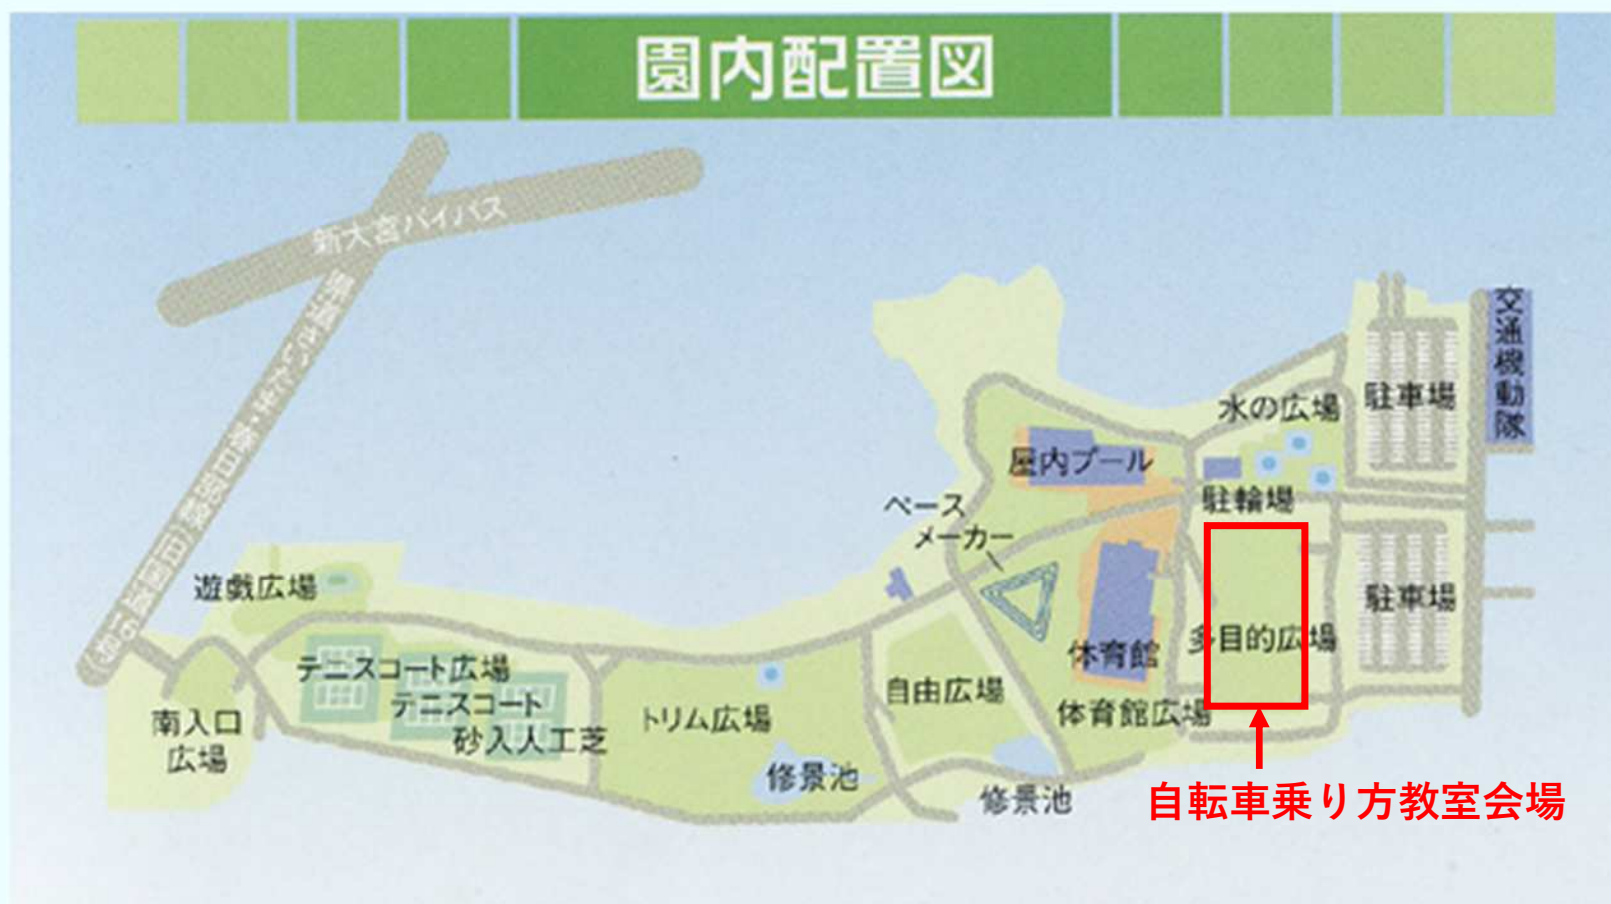 園内配置図
新大宮バイパス
交通機動隊
駐車場
水の広場
屋内プール
駐輪場
ペース
メーカー
遊戯広場
駐車場
多目的広場
体育館
テニスコート広場
自由広場
テニスコート
トリム広場
体育館広場
南入口
広場
砂入人工芝
修景池
修景池
自転車乗り方教室会場